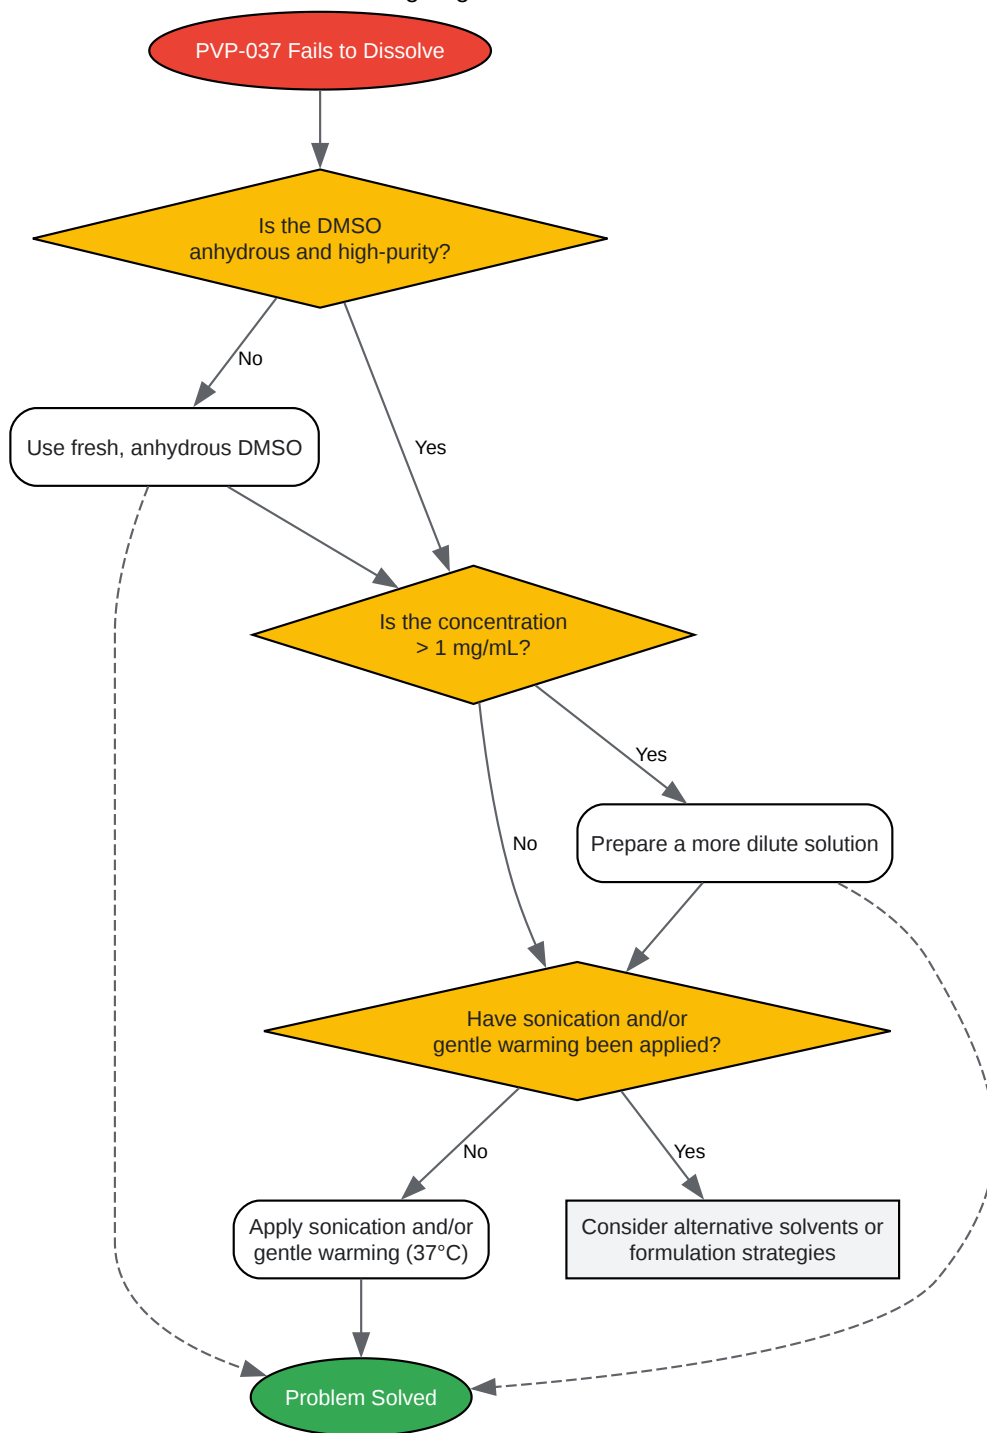 PVP-037 Fails to Dissolve
Is the DMSO
anhydrous and high-purity?
No
Yes
Use fresh, anhydrous DMSO
Is the concentration
> 1 mg/mL?
Yes
No
Prepare a more dilute solution
Have sonication and/or
gentle warming been applied?
No
Yes
Apply sonication and/or
gentle warming (37°C)
Consider alternative solvents or
formulation strategies
Problem Solved